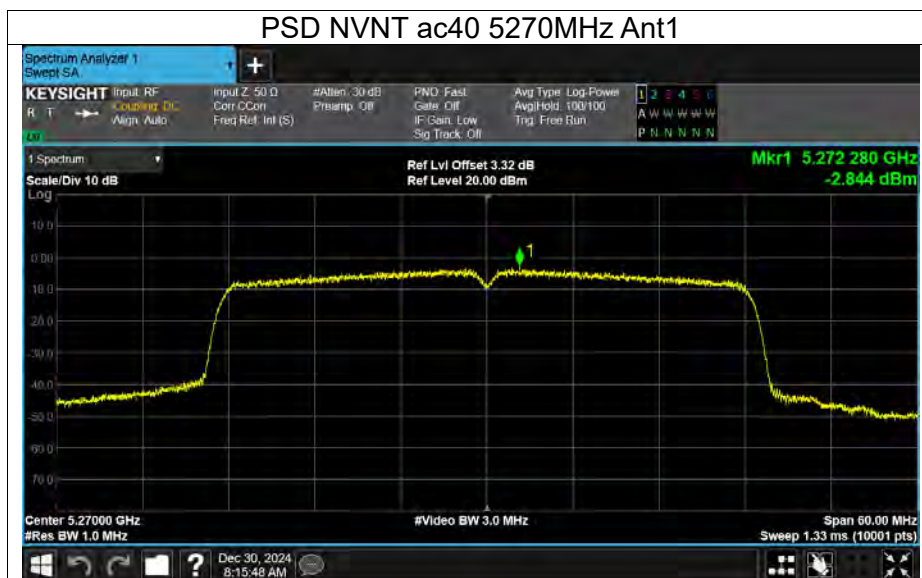 PSD NVNT ac40 5270MHz Ant1
Spectrum Analyzer 1
Swept SA
+
KEYSIGHT Input: RF Input Z: 50 Ω #Atten: 30 dB PNO: Fast Avg Type: Log-Power 1 2 3 4 5 6
R T Coupling: DC Corr CCorr Preamp: Off Gate: Off Avg|Hold: 100/100 A W W W W W
Align: Auto Freq Ref: Int (S) IF Gain: Low Trig: Free Run
Sig Track: Off P N N N N N
1 Spectrum
Ref Lvl Offset 3.32 dB
Mkr1 5.272 280 GHz
Scale/Div 10 dB
Ref Level 20.00 dBm
-2.844 dBm
Log
10.0
1
0.00
-10.0
-20.0
-30.0
-40.0
-50.0
-60.0
-70.0
Center 5.27000 GHz
#Video BW 3.0 MHz
Span 60.00 MHz
#Res BW 1.0 MHz
Sweep 1.33 ms (10001 pts)
?
Dec 30, 2024
8:15:48 AM